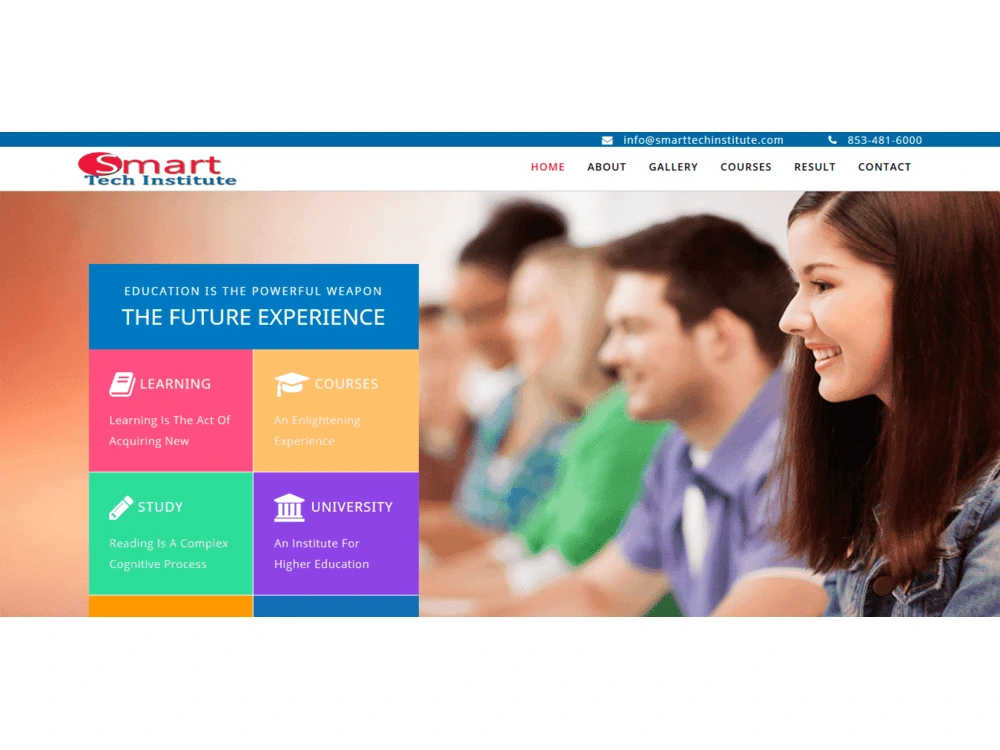 info@smarttechinstitute.com 853-481-6000
Smart
Tech Institute
HOME ABOUT GALLERY COURSES RESULT CONTACT
EDUCATION IS THE POWERFUL WEAPON
THE FUTURE EXPERIENCE
LEARNING
Learning Is The Act Of
Acquiring New
COURSES
An Enlightening
Experience
STUDY
Reading Is A Complex
Cognitive Process
UNIVERSITY
An Institute For
Higher Education